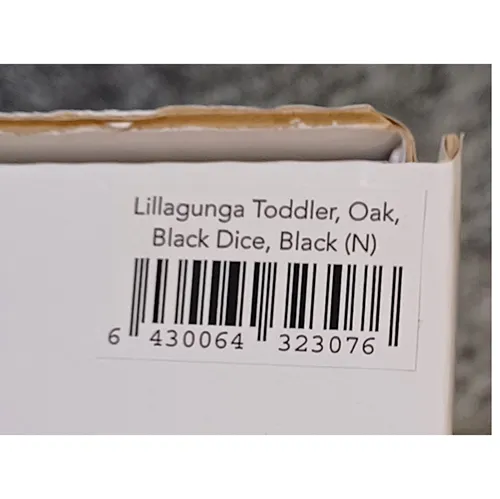 Lillagunga Toddler, Oak,
Black Dice, Black (N)
6 430064 323076